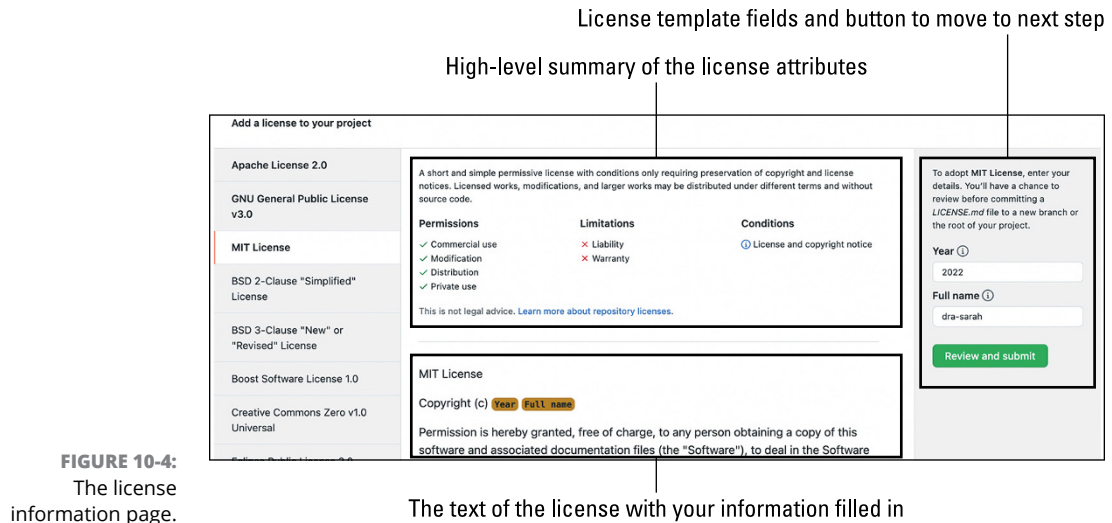 License template fields and button to move to next step
High-level summary of the license attributes
Add a license to your project
Apache License 2.0
GNU General Public License
v3.0
MIT License
BSD 2-Clause "Simplified"
License
BSD 3-Clause "New" or
"Revised" License
Boost Software License 1.0
Creative Commons Zero v1.0
Universal
A short and simple permissive license with conditions only requiring preservation of copyright and license
notices. Licensed works, modifications, and larger works may be distributed under different terms and without
source code.
Permissions
Commercial use
Modification
Distribution
Private use
Limitations
Liability
Warranty
Conditions
License and copyright notice
This is not legal advice. Learn more about repository licenses.
MIT License
Copyright (c) Year Full name
Permission is hereby granted, free of charge, to any person obtaining a copy of this
software and associated documentation files (the "Software"), to deal in the Software
To adopt MIT License, enter your
details. You'll have a chance to
review before committing a
LICENSE.md file to a new branch or
the root of your project.
Year
2022
Full name
dra-sarah
Review and submit
The text of the license with your information filled in
FIGURE 10-4:
The license
information page.